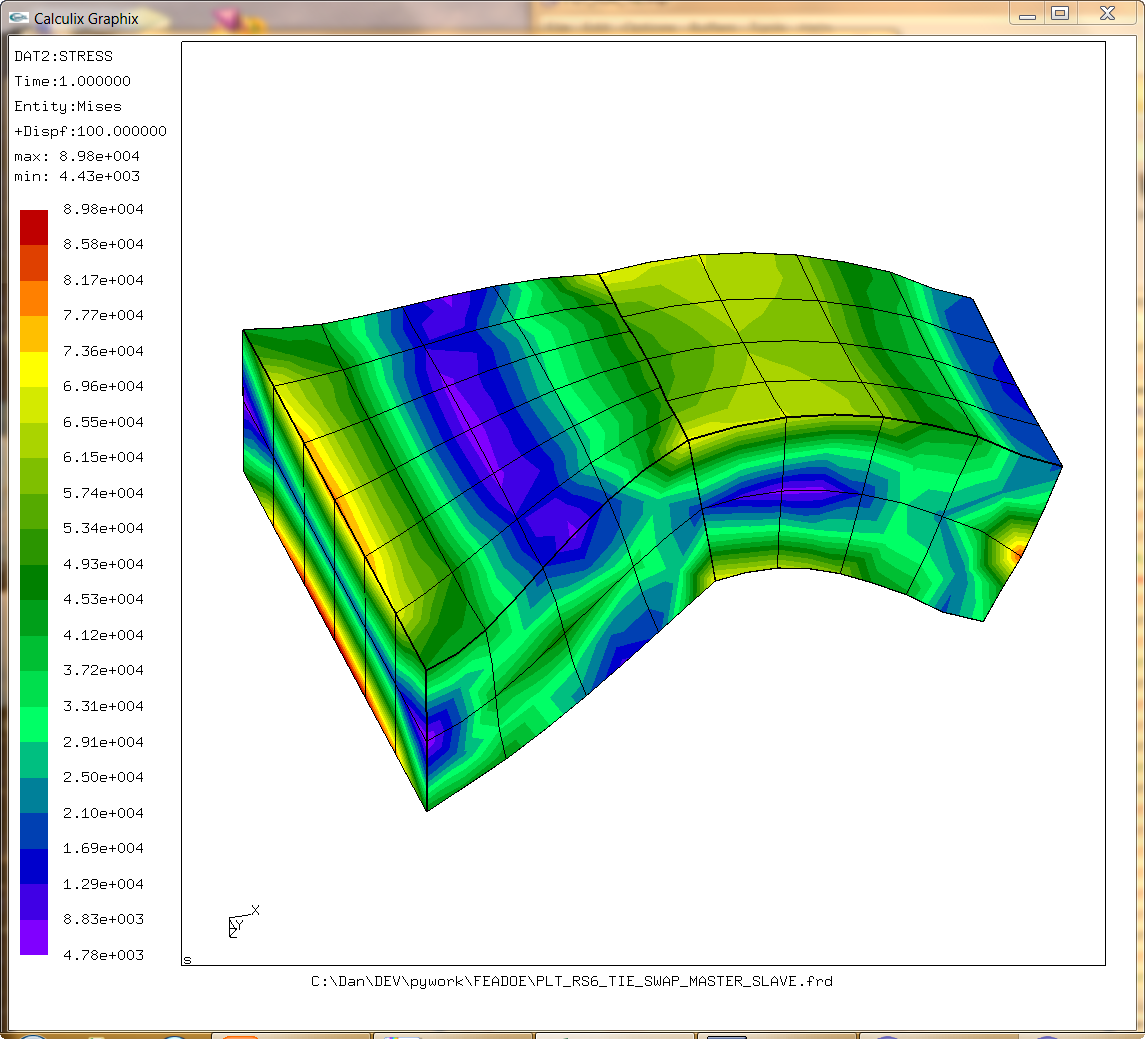 Calculix Graphix
DAT2:STRESS
Time:1.000000
Entity:Mises
+Dispf:100.000000
max: 8.98e+004
min: 4.43e+003
8.98e+004
8.58e+004
8.17e+004
7.77e+004
7.36e+004
6.96e+004
6.55e+004
6.15e+004
5.74e+004
5.34e+004
4.93e+004
4.53e+004
4.12e+004
3.72e+004
3.31e+004
2.91e+004
2.50e+004
2.10e+004
1.69e+004
1.29e+004
8.83e+003
4.78e+003
X
Y
Z
s
C:\Dan\DEV\pywork\FEADOE\PLT_RS6_TIE_SWAP_MASTER_SLAVE.frd